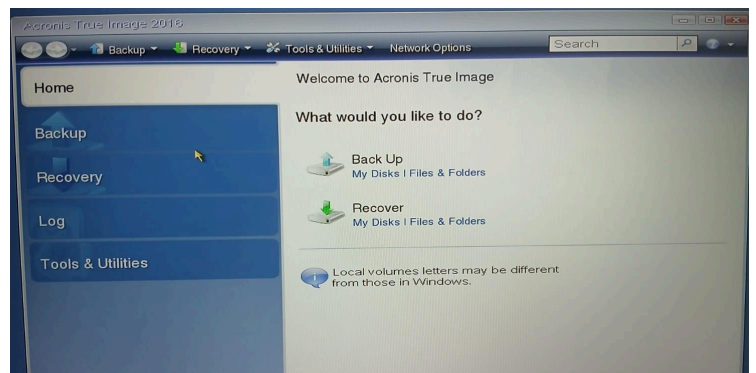 Acronis True Image 2016
Backup Recovery Tools & Utilities Network Options Search
Home
Backup
Recovery
Log
Tools & Utilities
Welcome to Acronis True Image
What would you like to do?
Back Up
My Disks | Files & Folders
Recover
My Disks | Files & Folders
Local volumes letters may be different
from those in Windows.